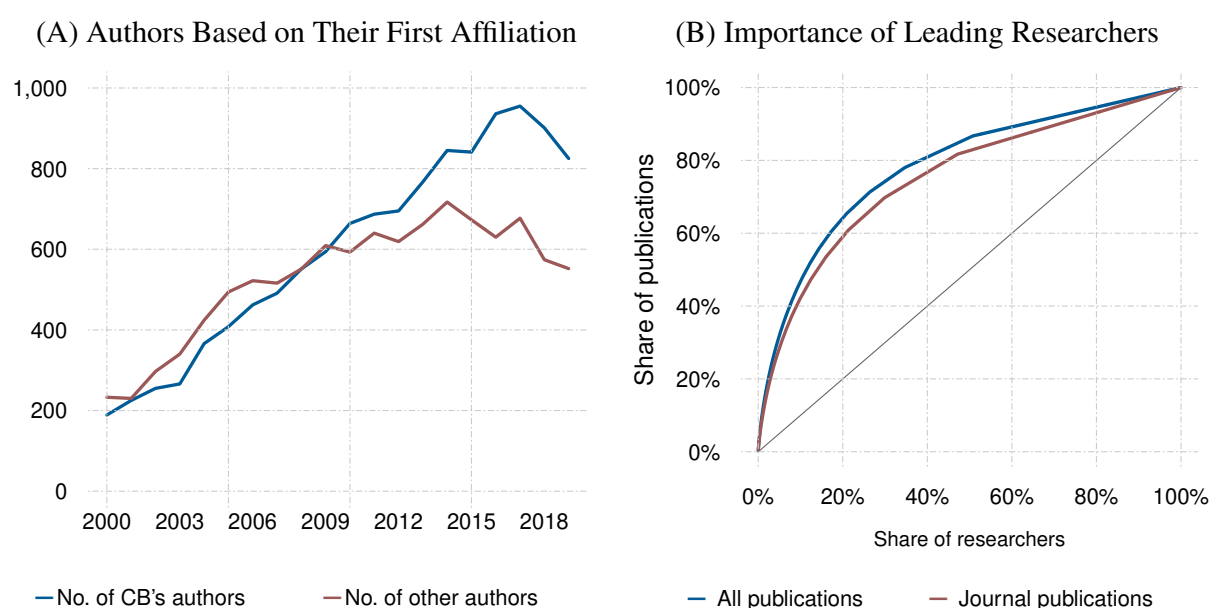 (A) Authors Based on Their First Affiliation
1,000
800
600
400
200
0
2000 2003 2006 2009 2012 2015 2018
No. of CB's authors No. of other authors
(B) Importance of Leading Researchers
Share of publications
100%
80%
60%
40%
20%
0%
0% 20% 40% 60% 80% 100%
Share of researchers
All publications Journal publications